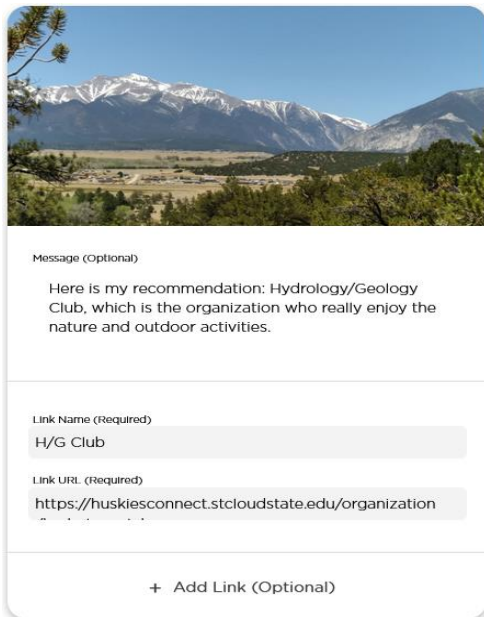 Message (Optional)
Here is my recommendation: Hydrology/Geology
Club, which is the organization who really enjoy the
nature and outdoor activities.
Link Name (Required)
H/G Club
Link URL (Required)
https://huskiesconnect.stcloudstate.edu/organization
+ Add Link (Optional)